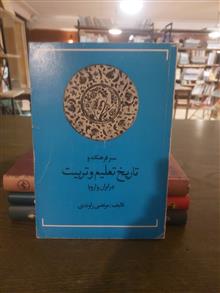 سیر فرهنگ و
تاریخ تعلیم و تربیت
در ایران و اروپا
تألیف: مرتضی راوندی